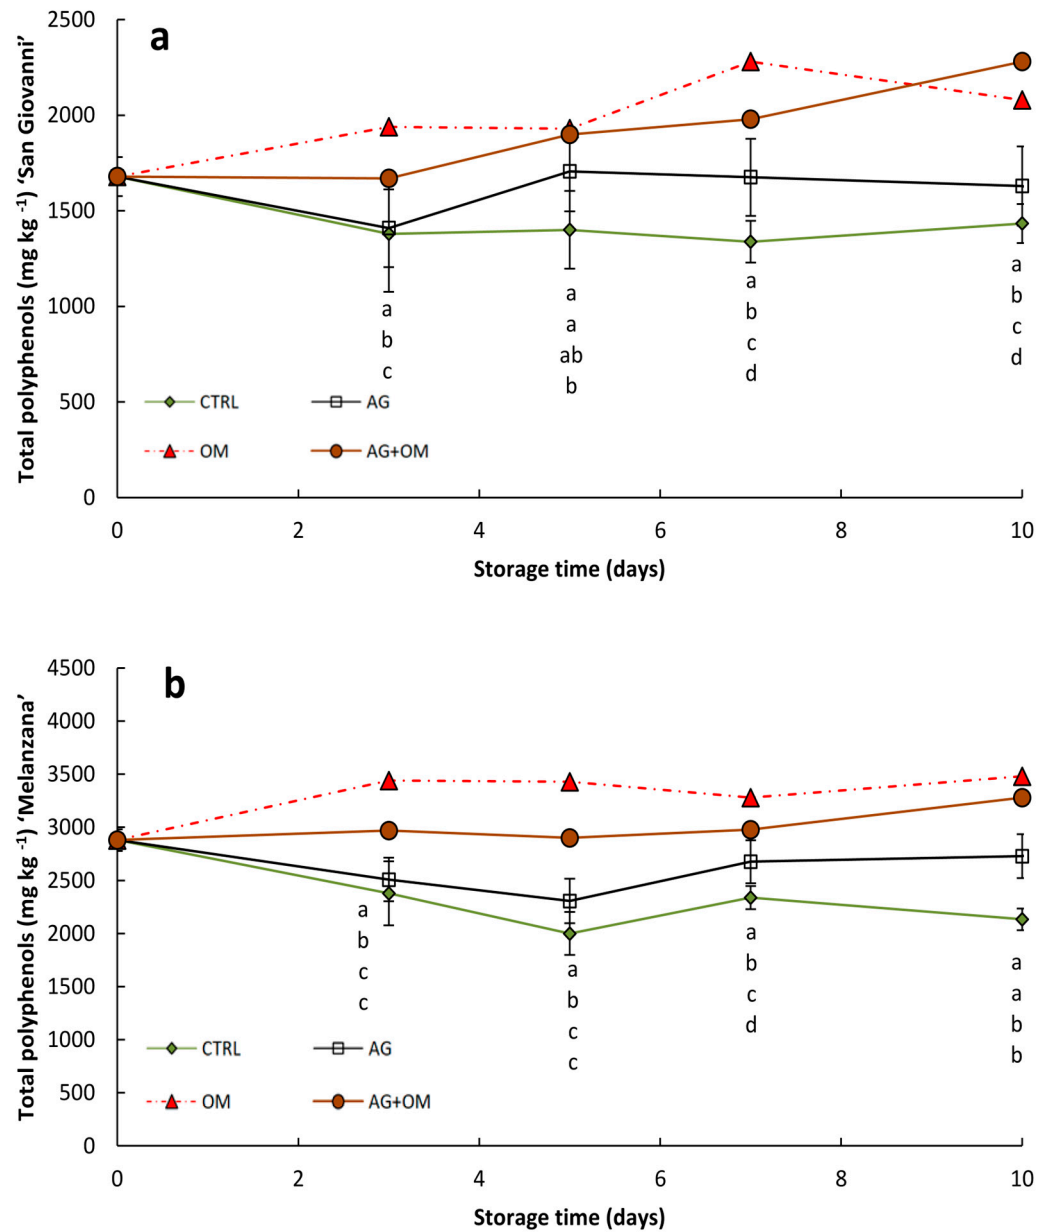 a
Total polyphenols (mg kg -1) ‘San Giovanni’
2500
2000
1500
1000
500
0
a
b
c
a
a
ab
b
a
b
c
d
a
b
c
d
CTRL AG
OM AG+OM
0 2 4 6 8 10
Storage time (days)
b
Total polyphenols (mg kg -1) ‘Melanzana’
4500
4000
3500
3000
2500
2000
1500
1000
500
0
a
b
c
c
a
b
c
c
a
b
c
d
a
a
b
b
CTRL AG
OM AG+OM
0 2 4 6 8 10
Storage time (days)